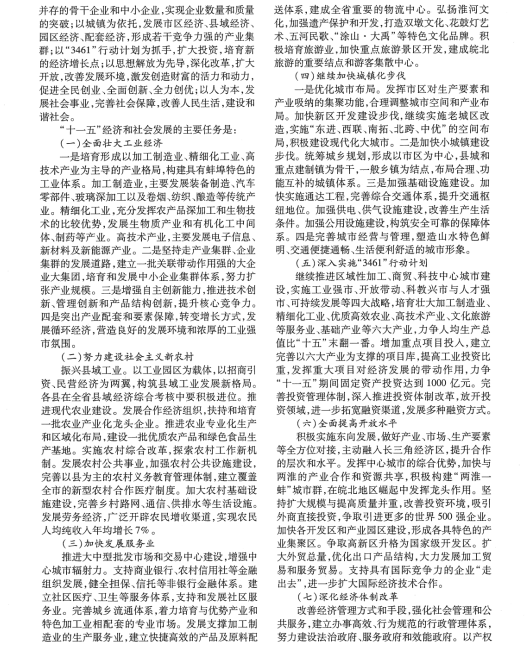 并存的骨干企业和中小企业,实现企业数量和质量
的突破;以城镇为依托,发展市区经济、县域经济、
园区经济、配套经济,形成若干竞争力强的产业集
群;以“3461”行动计划为抓手,扩大投资,培育新
的经济增长点;以思想解放为先导,深化改革,扩大
开放,改善发展环境,激发创造财富的活力和动力,
促进全民创业、全面创新、全力创优;以人为本,发
展社会事业,完善社会保障,改善人民生活,建设和
谐社会。
“十一五”经济和社会发展的主要任务是:
(一)全面壮大工业经济
一是培育形成以加工制造业、精细化工业、高
技术产业为主导的产业格局,构建具有蚌埠特色的
工业体系。加工制造业,主要发展装备制造、汽车
零部件、玻璃深加工以及卷烟、纺织、酿造等传统产
业。精细化工业,充分发挥农产品深加工和生物技
术的比较优势,发展生物质产业和有机化工中间
体、制药等产业。高技术产业,主要发展电子信息、
新材料及新能源产业。二是坚持走产业集群、企业
集群的发展道路,建立一批关联带动作用强的大企
业大集团,培育和发展中小企业集群体系,努力扩
张产业规模。三是增强自主创新能力,推进技术创
新、管理创新和产品结构创新,提升核心竞争力。
四是突出产业配套和要素保障,转变增长方式,发
展循环经济,营造良好的发展环境和浓厚的工业强
市氛围。
(二)努力建设社会主义新农村
振兴县域工业。以工业园区为载体,以招商引
资、民营经济为两翼,构筑县域工业发展新格局。
各县在全省县域经济综合考核中要积极进位。推
进现代农业建设。发展合作经济组织,扶持和培育
一批农业产业化龙头企业。推进农业专业化生产
和区域化布局,建设一批优质农产品和绿色食品生
产基地。实施农村综合改革,探索农村工作新机
制。发展农村公共事业,加强农村公共设施建设,
完善以县为主的农村义务教育管理体制,建立覆盖
全市的新型农村合作医疗制度。加大农村基础设
施建设,完善乡村路网、通信、供排水等生活设施。
发展劳务经济,广泛开辟农民增收渠道,实现农民
人均纯收入年均增长7%。
(三)加快发展服务业
推进大中型批发市场和交易中心建设,增强中
心城市辐射力。支持商业银行、农村信用社等金融
组织发展,健全担保、信托等非银行金融体系。建
立社区医疗、卫生等服务体系,支持和发展社区服
务业。完善城乡流通体系,着力培育与优势产业和
特色加工业相配套的专业市场。发展支撑加工制
造业的生产服务业,建立快捷高效的产品及原料配
送体系,建成全省重要的物流中心。弘扬淮河文
化,加强遗产保护和开发,打造双墩文化、花鼓灯艺
术、五河民歌、“涂山·大禹”等特色文化品牌。积
极培育旅游业,加快重点旅游景区开发,建成皖北
旅游的重要结点和游客集散中心。
(四)继续加快城镇化步伐
一是优化城市布局。发挥市区对生产要素和
产业吸纳的集聚功能,合理调整城市空间和产业布
局。加快新区开发建设步伐,继续实施老城区改
造,实施“东进、西联、南拓、北跨、中优”的空间布
局,积极建设现代化大城市。二是加快小城镇建设
步伐。统筹城乡规划,形成以市区为中心,县城和
重点建制镇为骨干,一般乡镇为结点,布局合理、功
能互补的城镇体系。三是加强基础设施建设。加
快实施通达工程,完善综合交通体系,提升交通枢
纽地位。加强供电、供气设施建设,改善生产生活
条件。加强公用设施建设,构筑安全可靠的保障体
系。四是完善城市经营与管理,塑造山水特色鲜
明、交通便捷通畅、生活便利舒适的城市形象。
(五)深入实施“3461”行动计划
继续推进区域性加工、商贸、科技中心城市建
设,实施工业强市、开放带动、科教兴市与人才强
市、可持续发展等四大战略,培育壮大加工制造业、
精细化工业、优质高效农业、高技术产业、文化旅游
等服务业、基础产业等六大产业,力争人均生产总
值比“十五”末翻一番。增加重点项目投入,建立
完善以六大产业为支撑的项目库,提高工业投资比
重,发挥重大项目对经济发展的带动作用,力争
“十一五”期间固定资产投资达到1000亿元。完
善投资管理体制,深入推进投资体制改革,放开投
资领域,进一步拓宽融资渠道,发展多种融资方式。
(六)全面提高开放水平
积极实施东向发展,做好产业、市场、生产要素
等全方位对接,主动融入长三角经济区,提升合作
的层次和水平。发挥中心城市的综合优势,加快与
两淮的产业合作和资源共享,积极构建“两淮一
蚌”城市群,在皖北地区崛起中发挥龙头作用。坚
持扩大规模与提高质量并重,改善投资环境,吸引
外商直接投资,争取引进更多的世界500强企业。
加快各开发区和产业园区建设,形成各具特色的产
业集聚区。争取高新区升格为国家级开发区。扩
大外贸总量,优化出口产品结构,大力发展加工贸
易和服务贸易。支持具有国际竞争力的企业“走
出去”,进一步扩大国际经济技术合作。
(七)深化经济体制改革
改善经济管理方式和手段,强化社会管理和公
共服务,建立办事高效、行为规范的行政管理体系,
努力建设法治政府、服务政府和效能政府。以产权